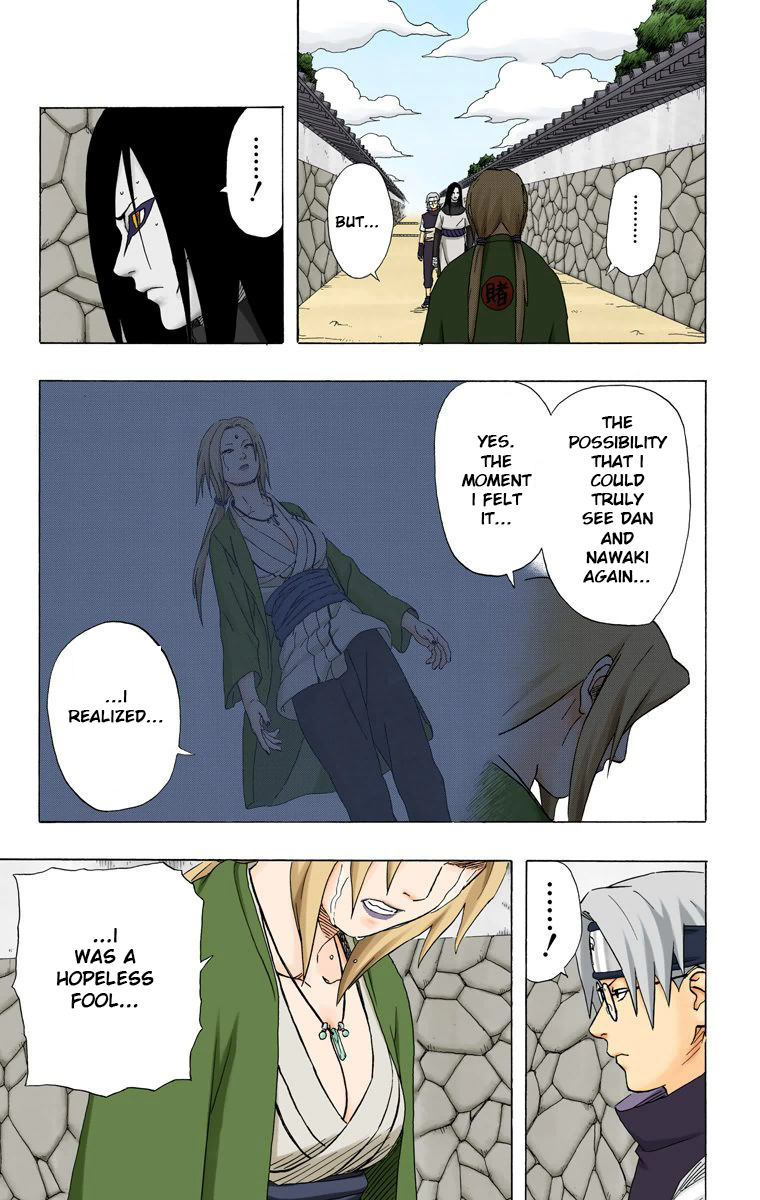 ………
BUT...
………!
THE
POSSIBILITY
THAT I
COULD
TRULY
SEE DAN
AND
NAWAKI
AGAIN...
YES.
THE
MOMENT
I FELT
IT...
...I
REALIZED...
………!
...I
WAS A
HOPELESS
FOOL...
賭